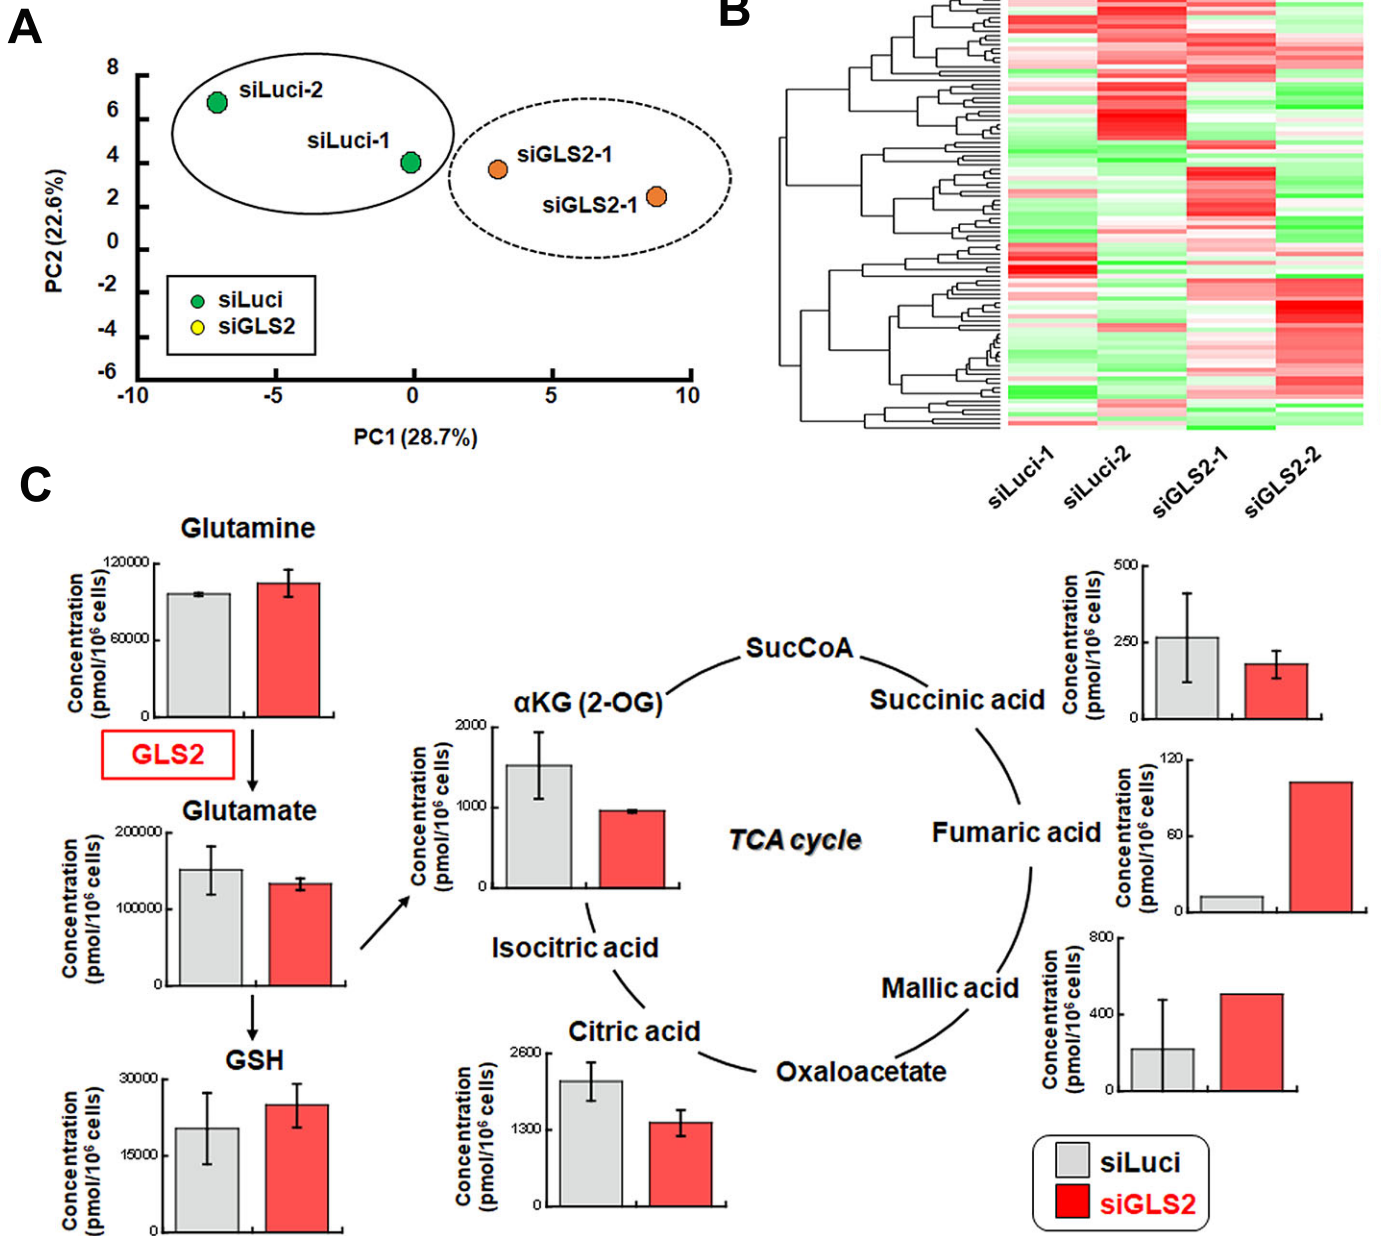 A
8
6
4
2
0
-2
-4
-6
-10
-5
0
5
10
PC2 (22.6%)
PC1 (28.7%)
siLuci-2
siLuci-1
siGLS2-1
siGLS2-1
siLuci
siGLS2
B
siLuci-1
siLuci-2
siGLS2-1
siGLS2-2
C
Glutamine
Concentration
(pmol/10⁶ cells)
120000
60000
0
GLS2
Glutamate
Concentration
(pmol/10⁶ cells)
200000
100000
0
GSH
Concentration
(pmol/10⁶ cells)
30000
15000
0
αKG (2-OG)
Concentration
(pmol/10⁶ cells)
2000
1000
0
SucCoA
Succinic acid
Concentration
(pmol/10⁶ cells)
500
250
0
TCA cycle
Fumaric acid
Concentration
(pmol/10⁶ cells)
120
60
0
Isocitric acid
Mallic acid
Concentration
(pmol/10⁶ cells)
800
400
0
Citric acid
Concentration
(pmol/10⁶ cells)
2600
1300
0
Oxaloacetate
siLuci
siGLS2